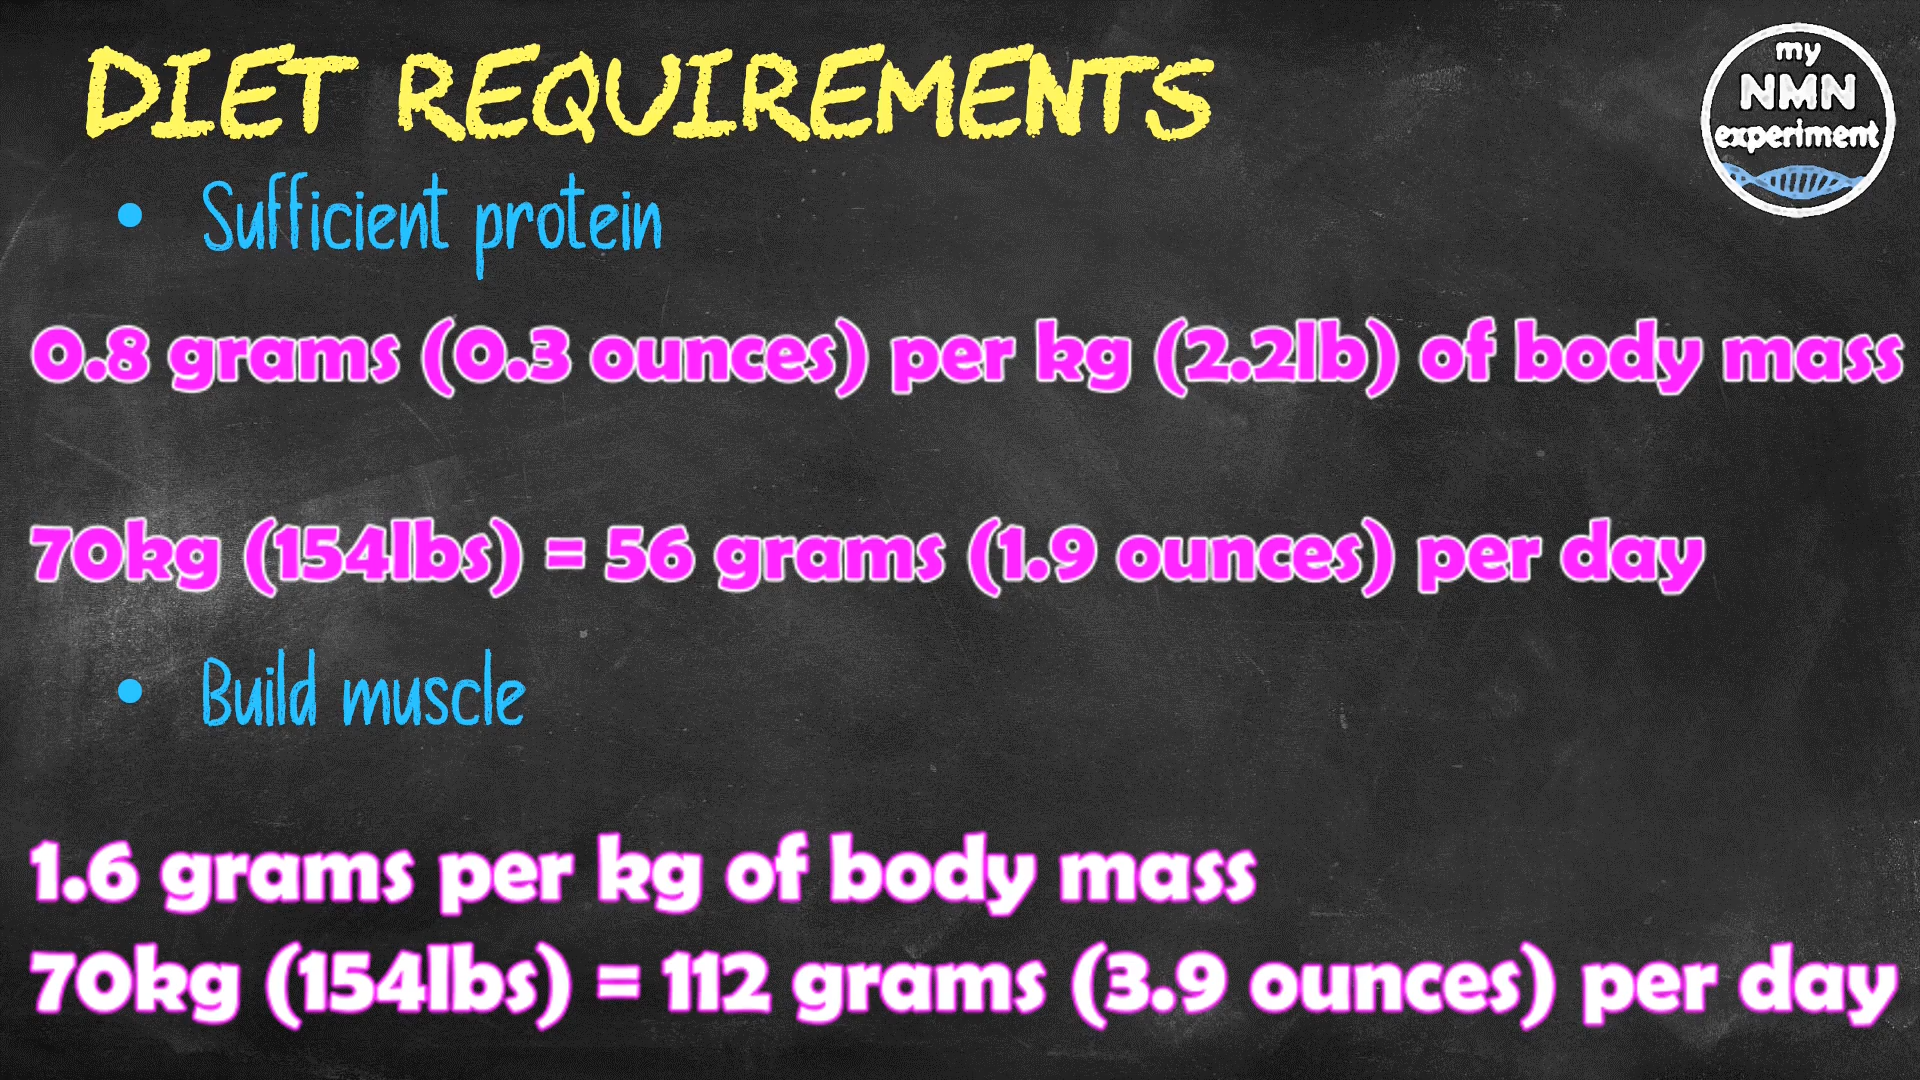 DIET REQUIREMENTS
my
NMN
experiment
• Sufficient protein
0.8 grams (0.3 ounces) per kg (2.2lb) of body mass
70kg (154lbs) = 56 grams (1.9 ounces) per day
• Build muscle
1.6 grams per kg of body mass
70kg (154lbs) = 112 grams (3.9 ounces) per day